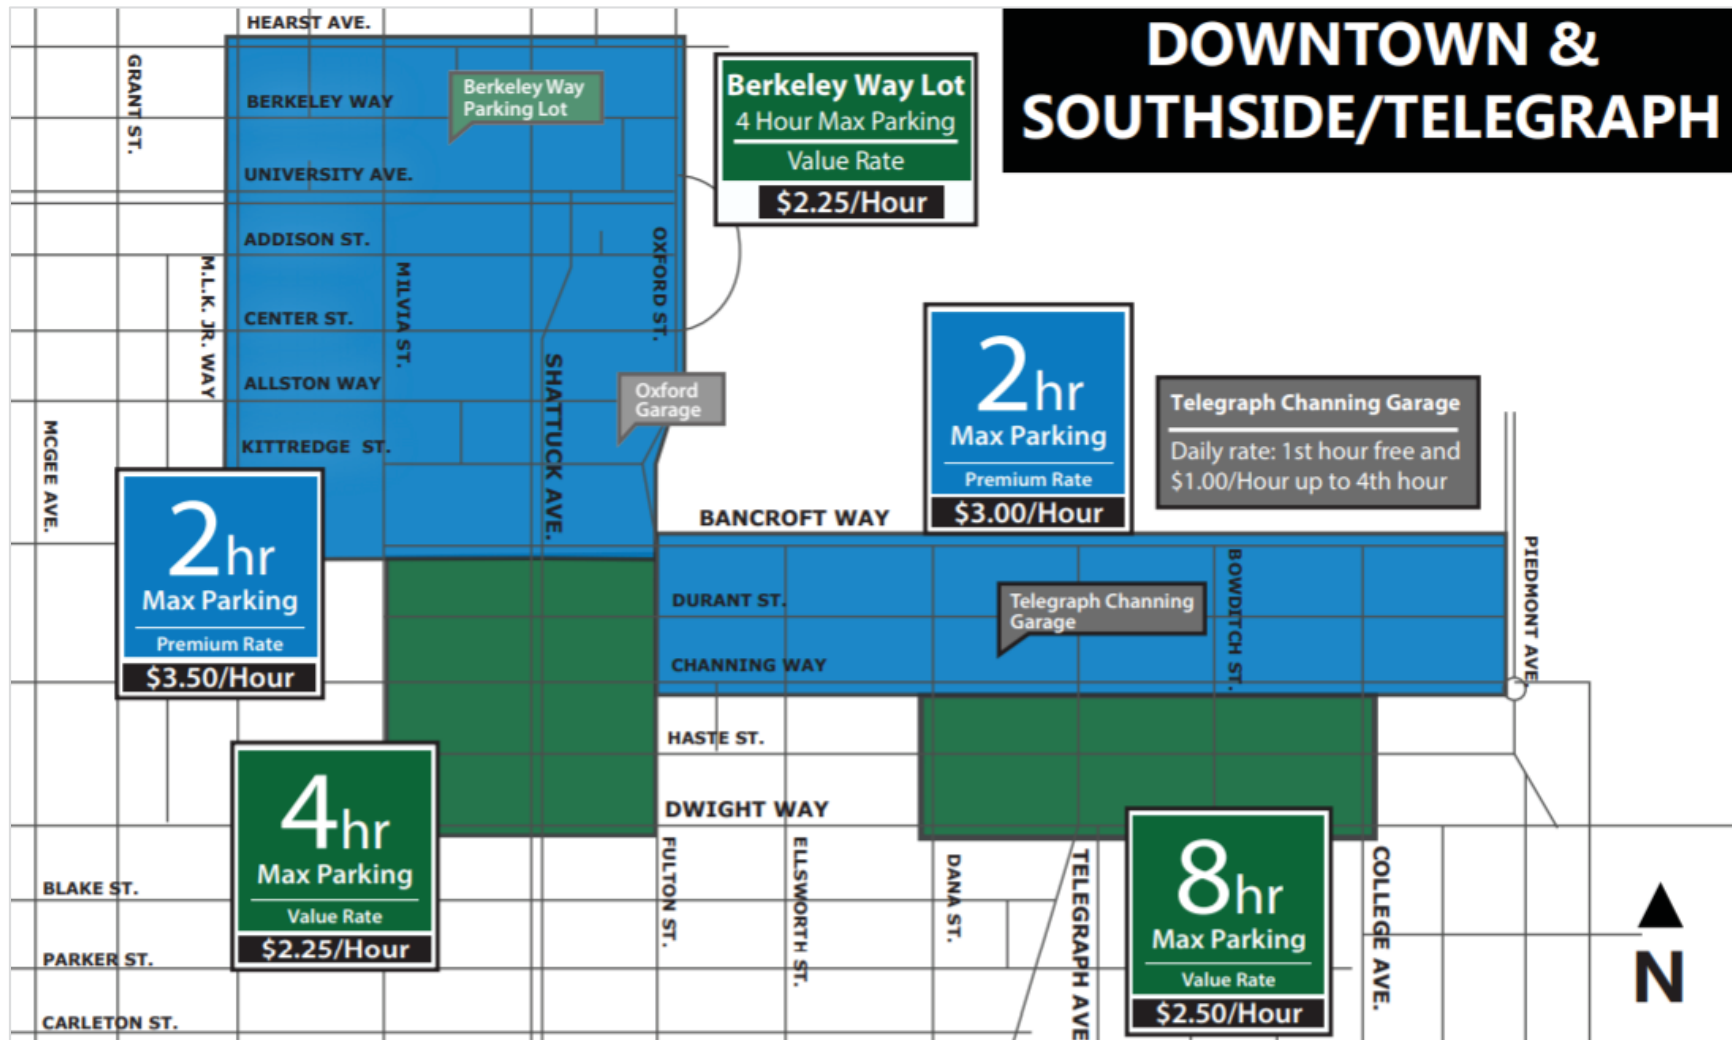 HEARST AVE.
DOWNTOWN &
SOUTHSIDE/TELEGRAPH
GRANT ST.
BERKELEY WAY
Berkeley Way
Parking Lot
Berkeley Way Lot
4 Hour Max Parking
Value Rate
$2.25/Hour
UNIVERSITY AVE.
ADDISON ST.
OXFORD ST.
M.L.K. JR. WAY
MILVIA ST.
CENTER ST.
SHATTUCK AVE.
ALLSTON WAY
Oxford
Garage
2hr
Max Parking
Premium Rate
$3.00/Hour
Telegraph Channing Garage
Daily rate: 1st hour free and
$1.00/Hour up to 4th hour
MCGEE AVE.
KITTREDGE ST.
2hr
Max Parking
Premium Rate
$3.50/Hour
BANCROFT WAY
BOWDITCH ST.
PIEDMONT AVE.
DURANT ST.
Telegraph Channing
Garage
CHANNING WAY
HASTE ST.
4hr
Max Parking
Value Rate
$2.25/Hour
DWIGHT WAY
FULTON ST.
ELLSWORTH ST.
DANA ST.
TELEGRAPH AVE
8hr
Max Parking
Value Rate
$2.50/Hour
COLLEGE AVE.
BLAKE ST.
PARKER ST.
CARLETON ST.
N